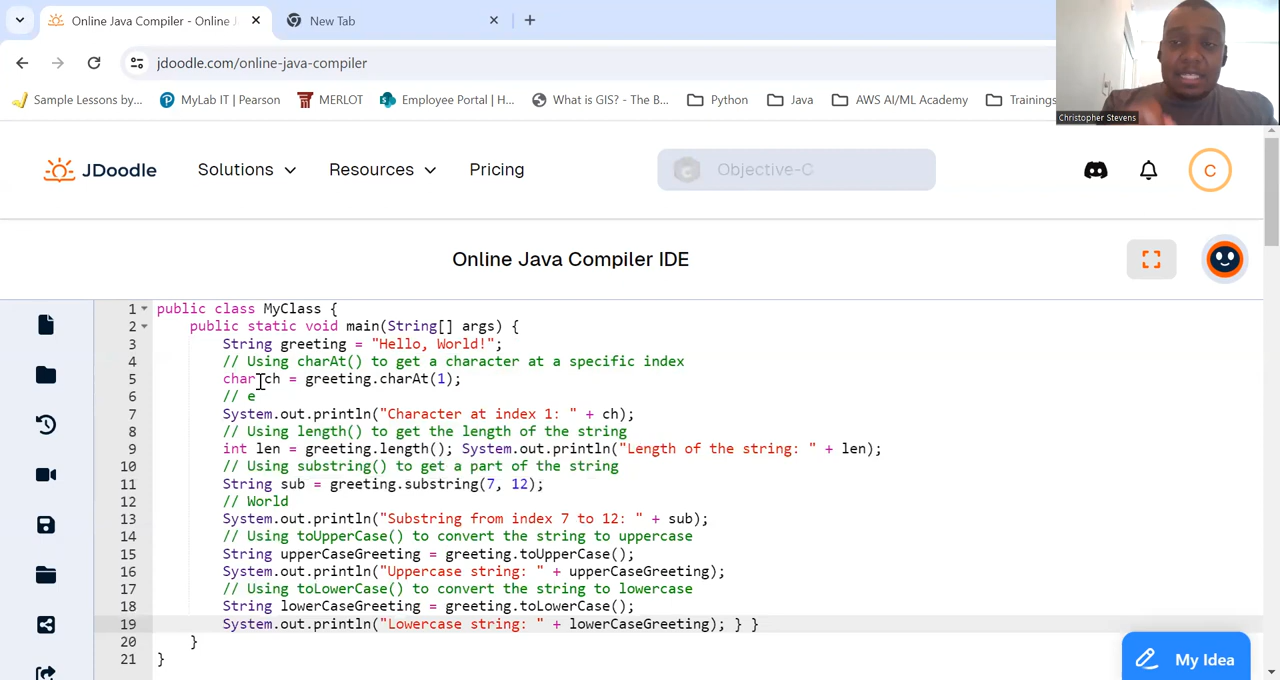 Online Java Compiler - Online J
New Tab
jdoodle.com/online-java-compiler
Sample Lessons by...
MyLab IT | Pearson
MERLOT
Employee Portal | H...
What is GIS? - The B...
Python
Java
AWS AI/ML Academy
Trainings
Christopher Stevens
JDoodle
Solutions
Resources
Pricing
Objective-C
C
Online Java Compiler IDE
1 public class MyClass {
2 public static void main(String[] args) {
3 String greeting = "Hello, World!";
4 // Using charAt() to get a character at a specific index
5 char ch = greeting.charAt(1);
6 // e
7 System.out.println("Character at index 1: " + ch);
8 // Using length() to get the length of the string
9 int len = greeting.length(); System.out.println("Length of the string: " + len);
10 // Using substring() to get a part of the string
11 String sub = greeting.substring(7, 12);
12 // World
13 System.out.println("Substring from index 7 to 12: " + sub);
14 // Using toUpperCase() to convert the string to uppercase
15 String upperCaseGreeting = greeting.toUpperCase();
16 System.out.println("Uppercase string: " + upperCaseGreeting);
17 // Using toLowerCase() to convert the string to lowercase
18 String lowerCaseGreeting = greeting.toLowerCase();
19 System.out.println("Lowercase string: " + lowerCaseGreeting); } }
20 }
21 }
My Idea